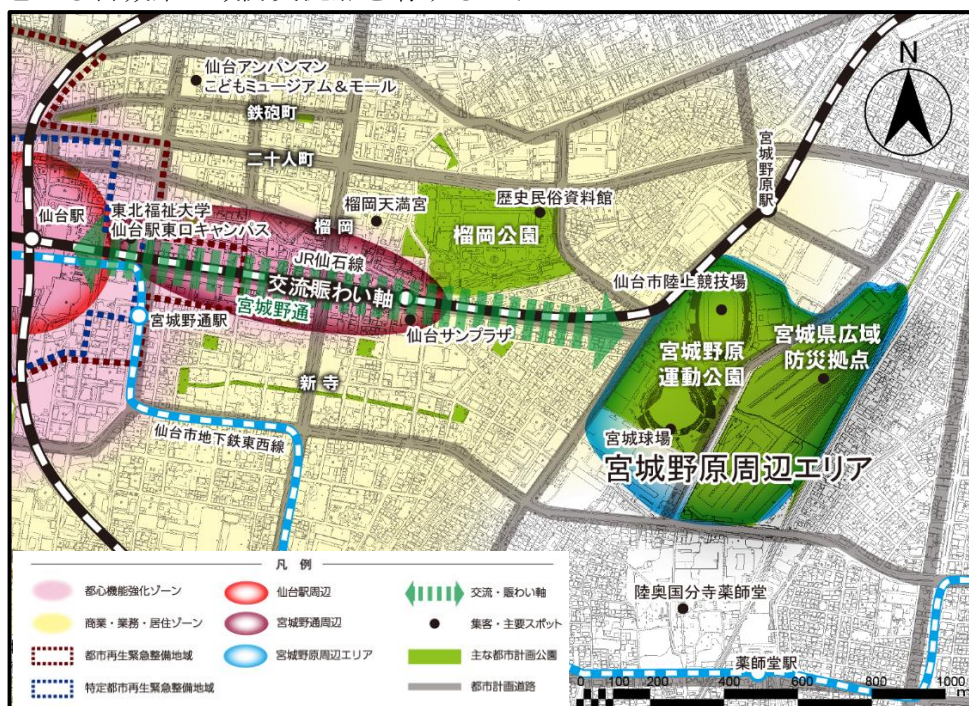 仙台アンパンマン
こどもミュージアム&モール
鉄砲町
二十人町
宮城野原駅
N
榴岡天満宮
歴史民俗資料館
榴岡公園
仙台駅
東北福祉大学
仙台駅東口キャンパス
榴岡
JR仙石線
交流賑わい軸
宮城野通
仙台市陸上競技場
宮城野通駅
仙台サンプラザ
宮城野原
運動公園
宮城県広域
防災拠点
新寺
仙台市地下鉄東西線
宮城球場
宮城野原周辺エリア
陸奥国分寺薬師堂
薬師堂駅
凡例
都心機能強化ゾーン
仙台駅周辺
交流・賑わい軸
商業・業務・居住ゾーン
宮城野通周辺
集客・主要スポット
都市再生緊急整備地域
宮城野原周辺エリア
主な都市計画公園
特定都市再生緊急整備地域
都市計画道路
0 100 200 400 600 800 1000
m